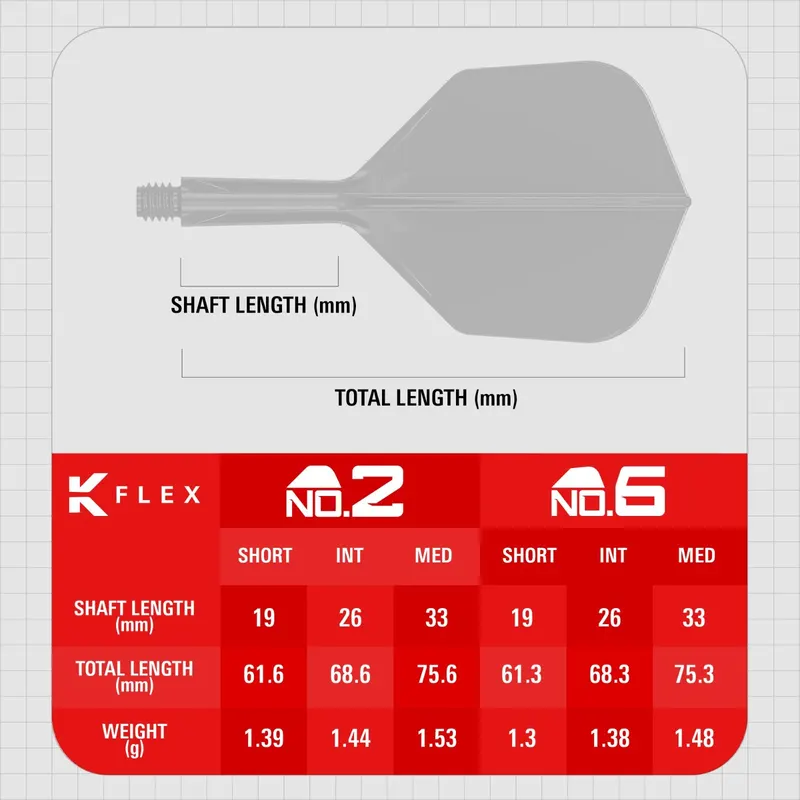 SHAFT LENGTH (mm)
TOTAL LENGTH (mm)
K FLEX NO.2 NO.6
SHORT INT MED SHORT INT MED
SHAFT LENGTH
(mm)
19 26 33 19 26 33
TOTAL LENGTH
(mm)
61.6 68.6 75.6 61.3 68.3 75.3
WEIGHT
(g)
1.39 1.44 1.53 1.3 1.38 1.48